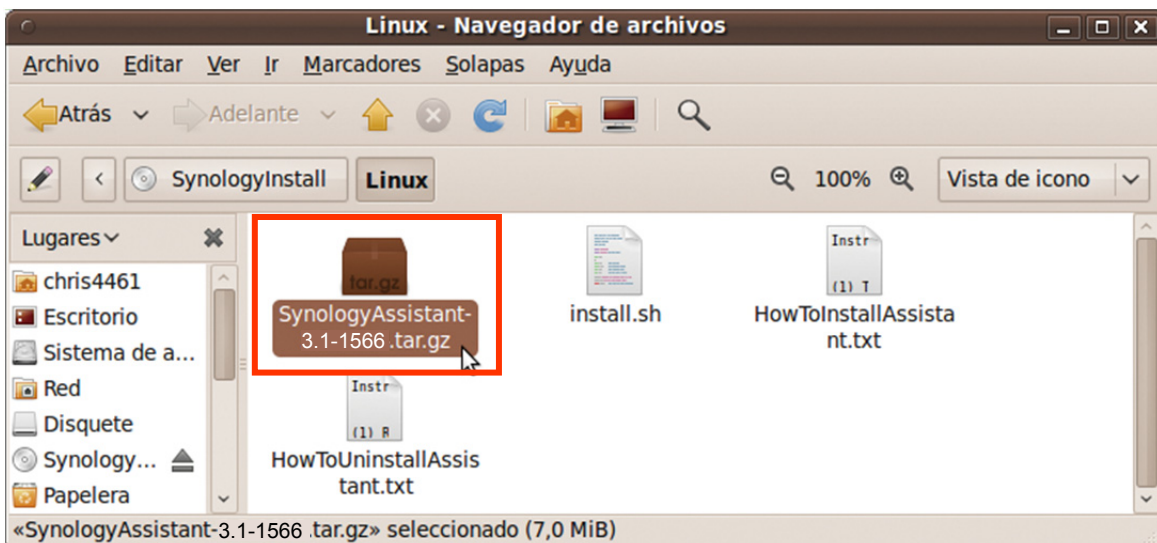 Linux - Navegador de archivos
Archivo Editar Ver Ir Marcadores Solapas Ayuda
Atrás Adelante
SynologyInstall Linux 100% Vista de icono
Lugares
chris4461
Escritorio
Sistema de a...
Red
Disquete
Synology...
Papelera
tar.gz
SynologyAssistant-
3.1-1566 .tar.gz
install.sh
Instr
(1) T
HowToInstallAssista
nt.txt
Instr
(1) R
HowToUninstallAssis
tant.txt
«SynologyAssistant-3.1-1566 .tar.gz» seleccionado (7,0 MiB)